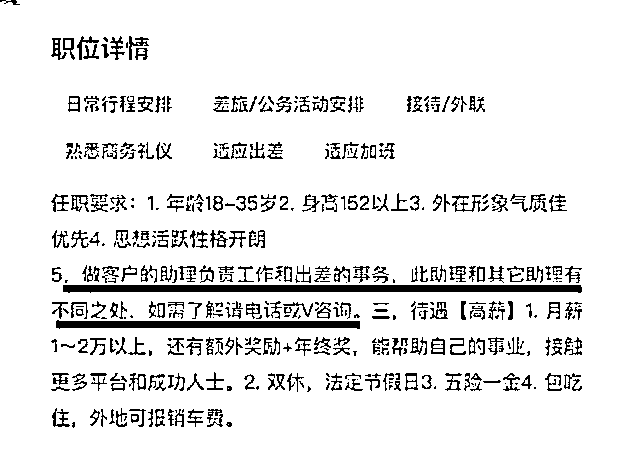 职位详情
日常行程安排 差旅/公务活动安排 接待/外联
熟悉商务礼仪 适应出差 适应加班
任职要求：1. 年龄18-35岁2. 身高152以上3. 外在形象气质佳
优先4. 思想活跃性格开朗
5，做客户的助理负责工作和出差的事务，此助理和其它助理有
不同之处、如需了解请电话或V咨询。三，待遇【高薪】1. 月薪
1~2万以上，还有额外奖励+年终奖，能帮助自己的事业，接触
更多平台和成功人士。2. 双休，法定节假日3. 五险一金4. 包吃
住，外地可报销车费。